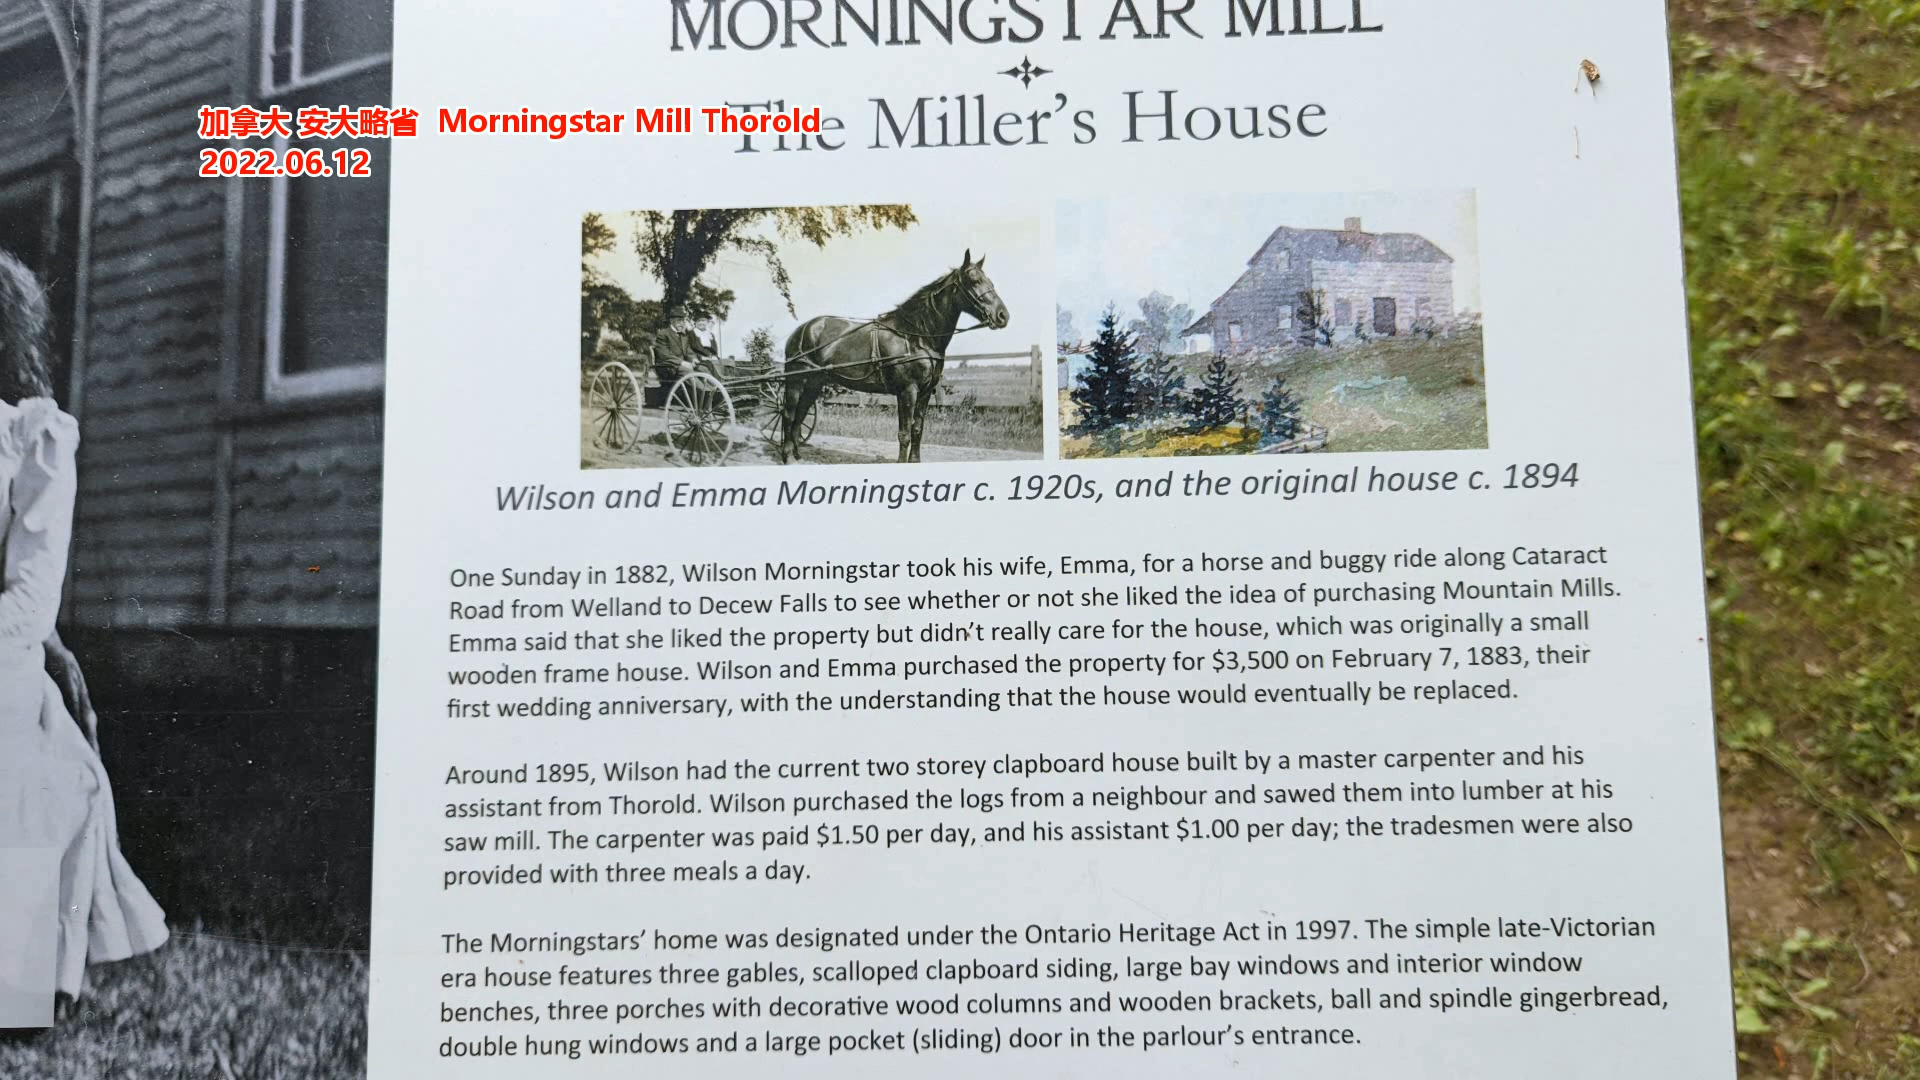 MORNINGSTAR MILL
加拿大 安大略省 Morningstar Mill Thorold
2022.06.12
The Miller's House
Wilson and Emma Morningstar c. 1920s, and the original house c. 1894
One Sunday in 1882, Wilson Morningstar took his wife, Emma, for a horse and buggy ride along Cataract
Road from Welland to Decew Falls to see whether or not she liked the idea of purchasing Mountain Mills.
Emma said that she liked the property but didn't really care for the house, which was originally a small
wooden frame house. Wilson and Emma purchased the property for $3,500 on February 7, 1883, their
first wedding anniversary, with the understanding that the house would eventually be replaced.
Around 1895, Wilson had the current two storey clapboard house built by a master carpenter and his
assistant from Thorold. Wilson purchased the logs from a neighbour and sawed them into lumber at his
saw mill. The carpenter was paid $1.50 per day, and his assistant $1.00 per day; the tradesmen were also
provided with three meals a day.
The Morningstars' home was designated under the Ontario Heritage Act in 1997. The simple late-Victorian
era house features three gables, scalloped clapboard siding, large bay windows and interior window
benches, three porches with decorative wood columns and wooden brackets, ball and spindle gingerbread,
double hung windows and a large pocket (sliding) door in the parlour's entrance.